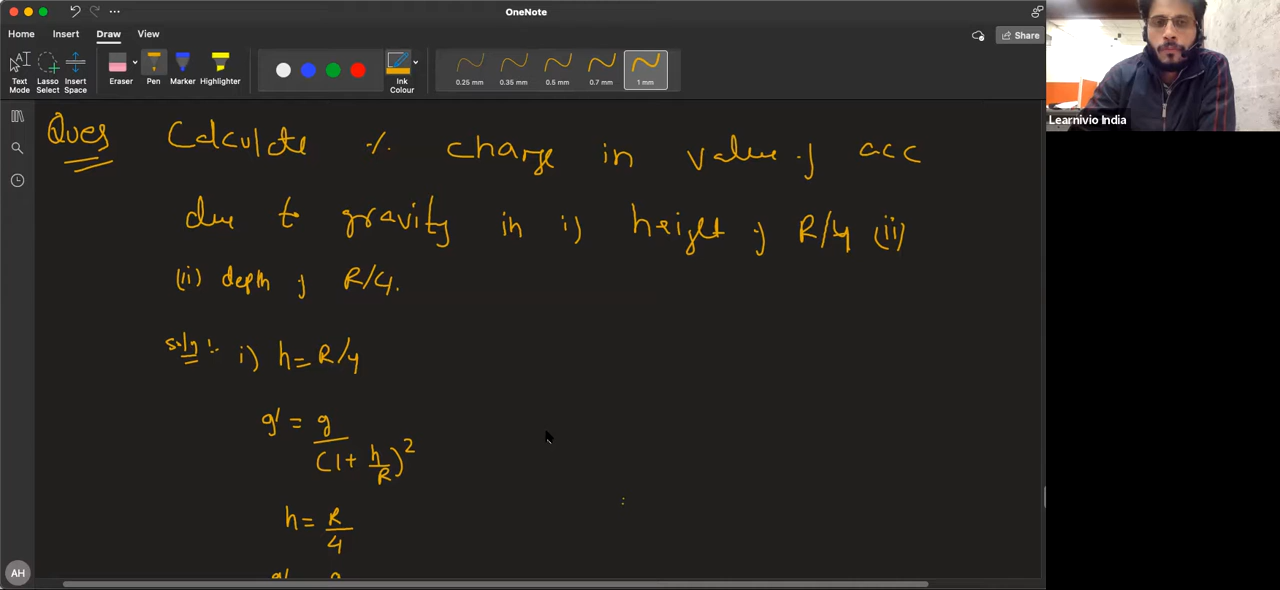 OneNote
Home Insert Draw View
Share
Text Mode
Lasso Select
Insert Space
Eraser
Pen
Marker
Highlighter
Ink Colour
0.25 mm
0.35 mm
0.5 mm
0.7 mm
1 mm
Learnivio India
Ques Calculate % change in value of acc
due to gravity in i) height of R/4 (ii)
(ii) depth of R/4.
Soln :- i) h = R/4
g' = g / (1 + h/R)²
h = R/4
g' = g
AH